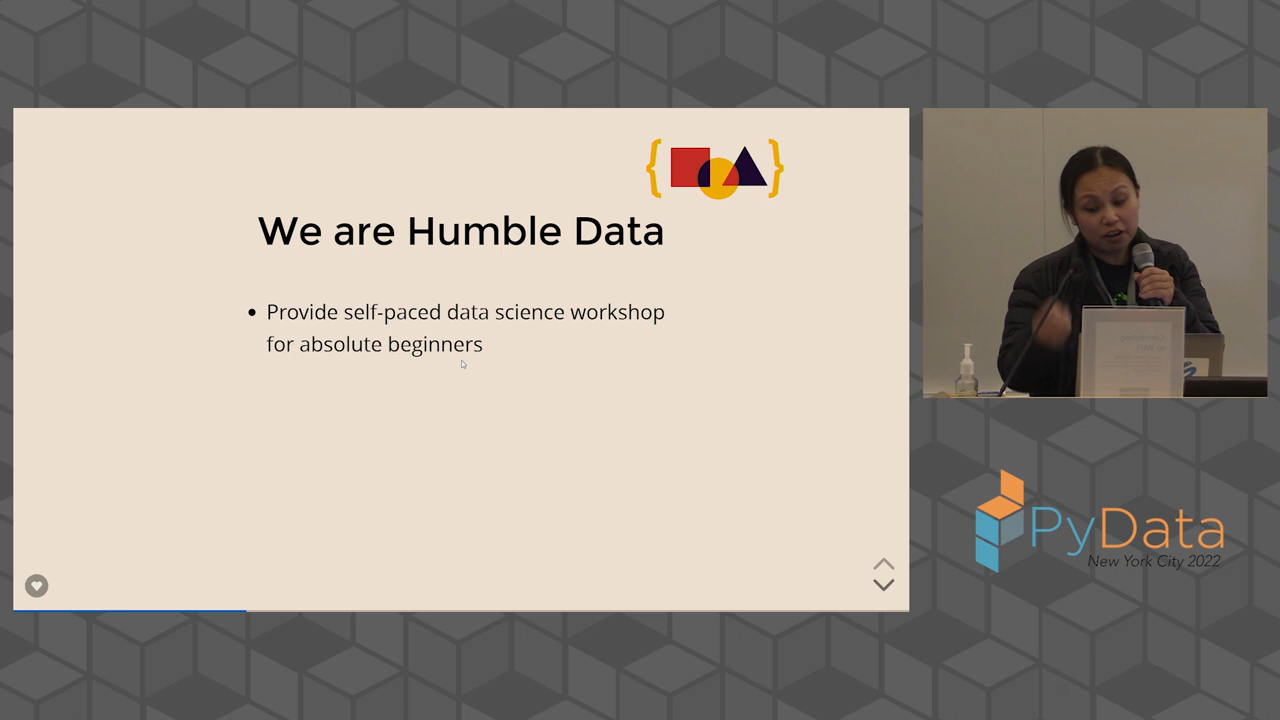 We are Humble Data
Provide self-paced data science workshop
for absolute beginners
PyData
New York City 2022